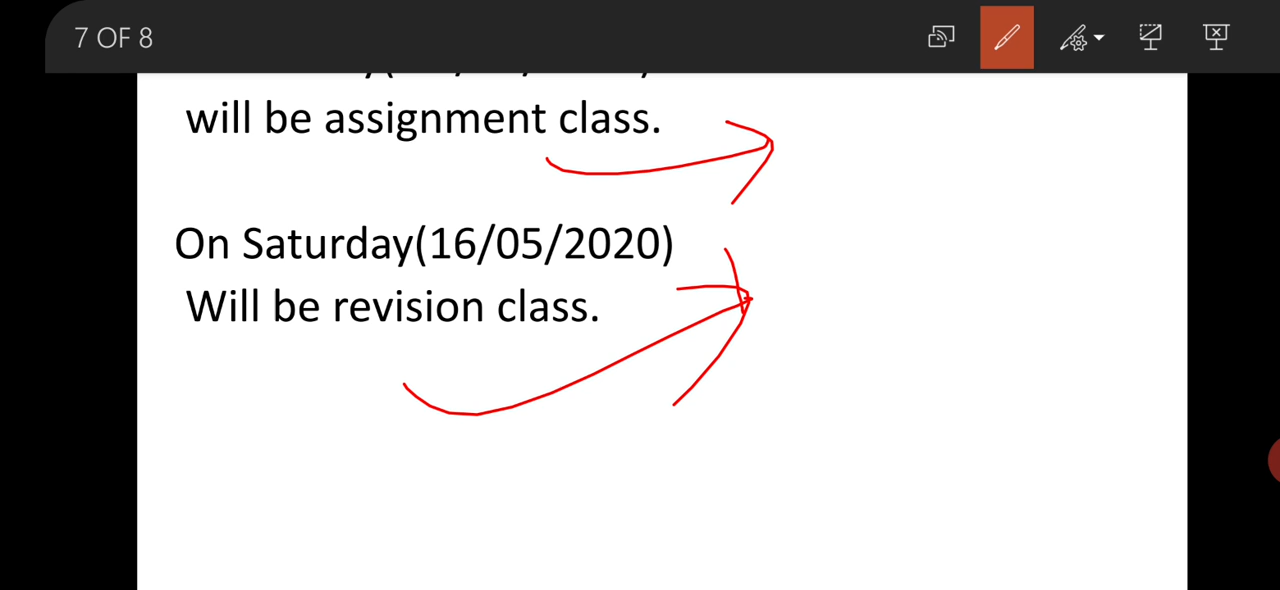 7 OF 8
will be assignment class.
On Saturday(16/05/2020)
Will be revision class.